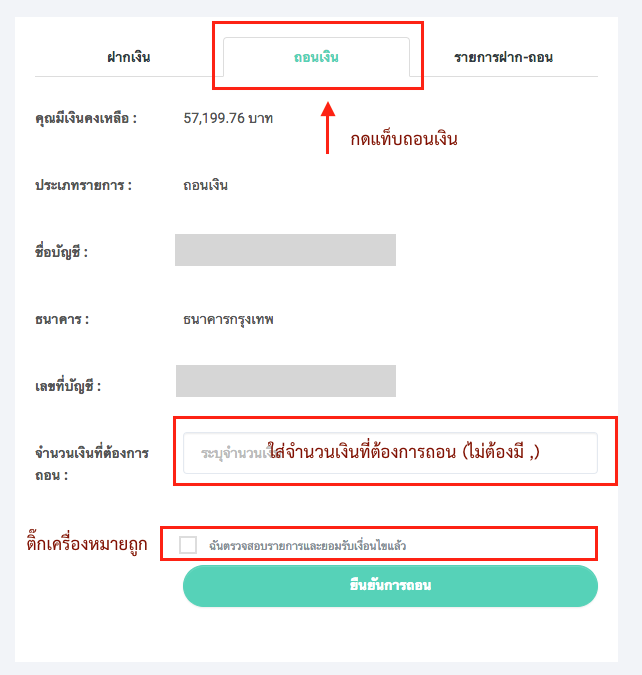 ฝากเงิน ถอนเงิน รายการฝาก-ถอน
คุณมีเงินคงเหลือ : 57,199.76 บาท
กดแท็บถอนเงิน
ประเภทรายการ : ถอนเงิน
ชื่อบัญชี :
ธนาคาร : ธนาคารกรุงเทพ
เลขที่บัญชี :
จำนวนเงินที่ต้องการ
ถอน :
ระบุจำนวนเงิน ใส่จำนวนเงินที่ต้องการถอน (ไม่ต้องมี ,)
ติ๊กเครื่องหมายถูก ฉันตรวจสอบรายการและยอมรับเงื่อนไขแล้ว
ยืนยันการถอน